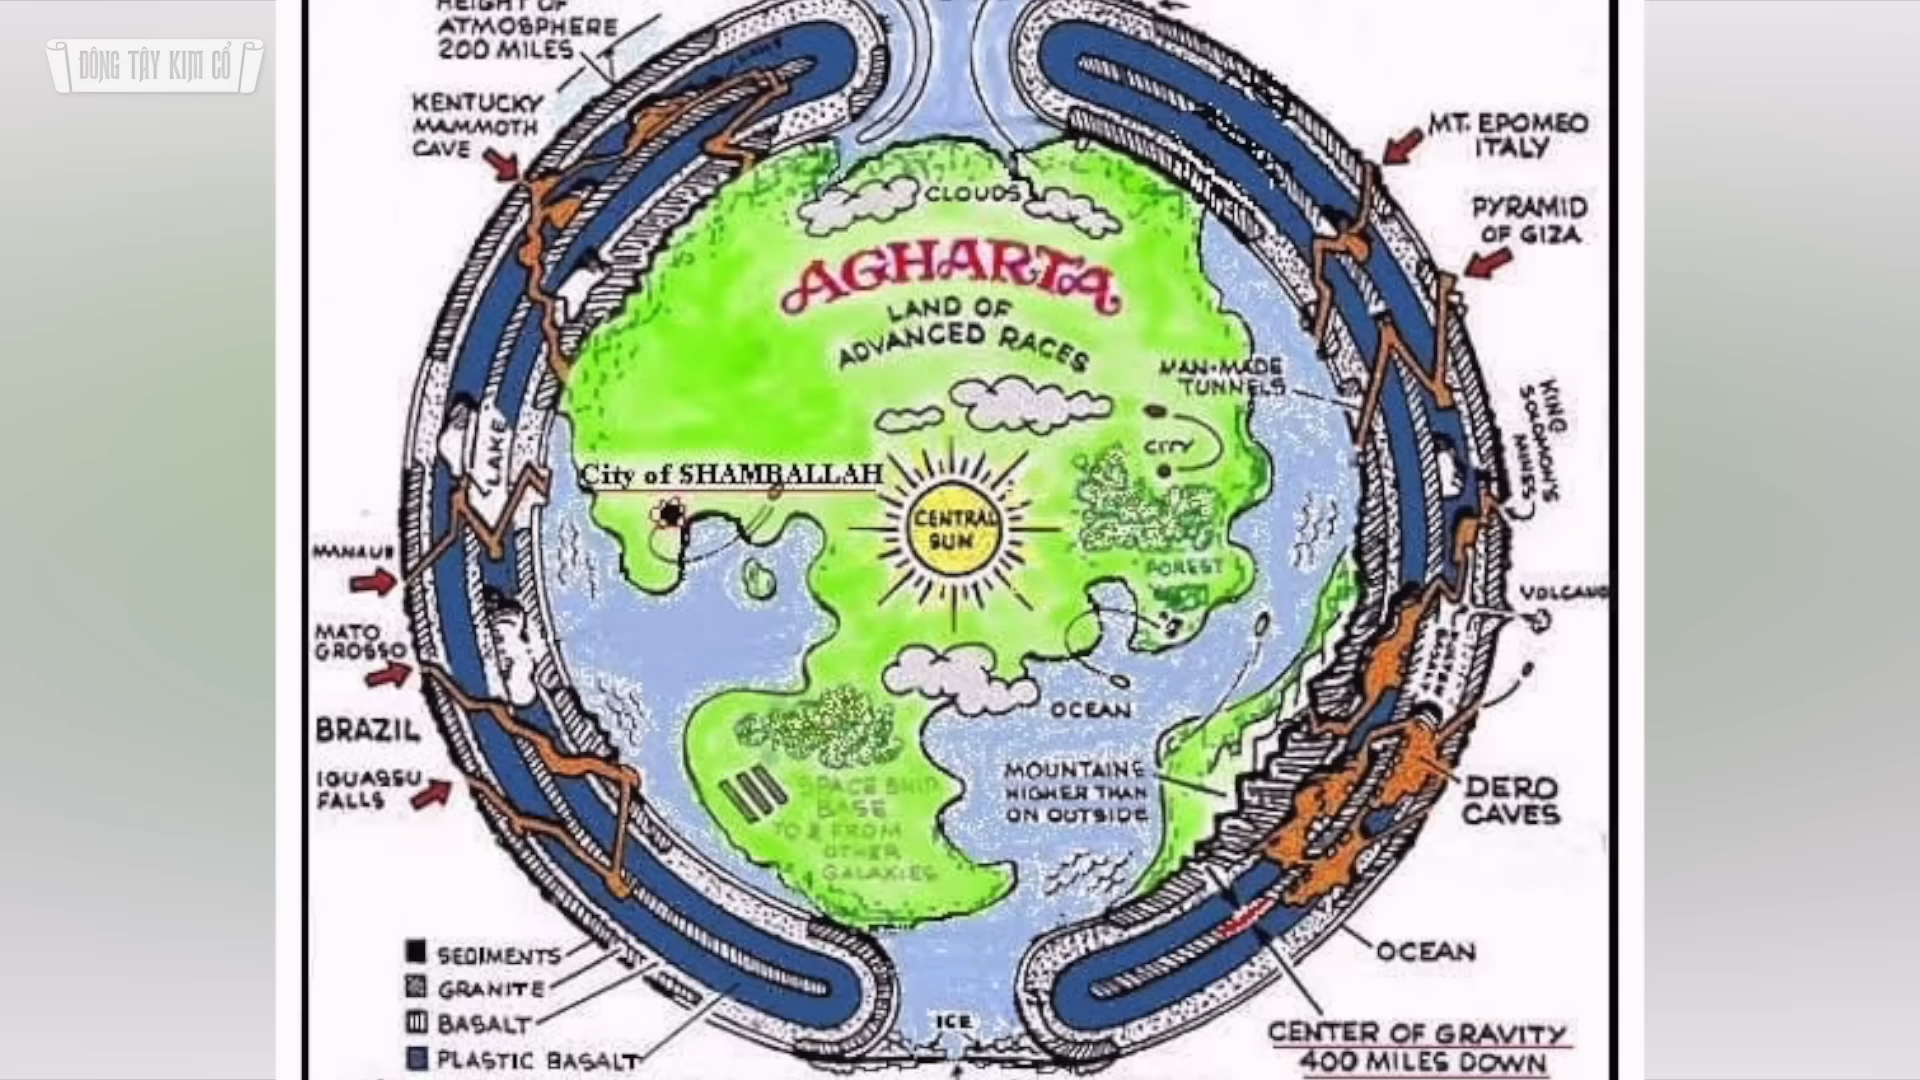 ĐÔNG TÂY KIM CỔ
HEIGHT OF
ATMOSPHERE
200 MILES
KENTUCKY
MAMMOTH
CAVE
MT. EPOMEO
ITALY
PYRAMID
OF GIZA
CLOUDS
AGHARTA
LAND OF
ADVANCED RACES
MAN-MADE
TUNNELS
KING
SOLOMON'S
MINES
LAKE
CITY
City of SHAMBALLAH
CENTRAL
SUN
FOREST
MANAUS
VOLCANO
MATO
GROSSO
OCEAN
BRAZIL
IGUASSU
FALLS
SPACE SHIP
BASE
TO & FROM
OTHER
GALAXIES
MOUNTAINS
HIGHER THAN
ON OUTSIDE
DERO
CAVES
OCEAN
SEDIMENTS
GRANITE
BASALT
PLASTIC BASALT
ICE
CENTER OF GRAVITY
400 MILES DOWN